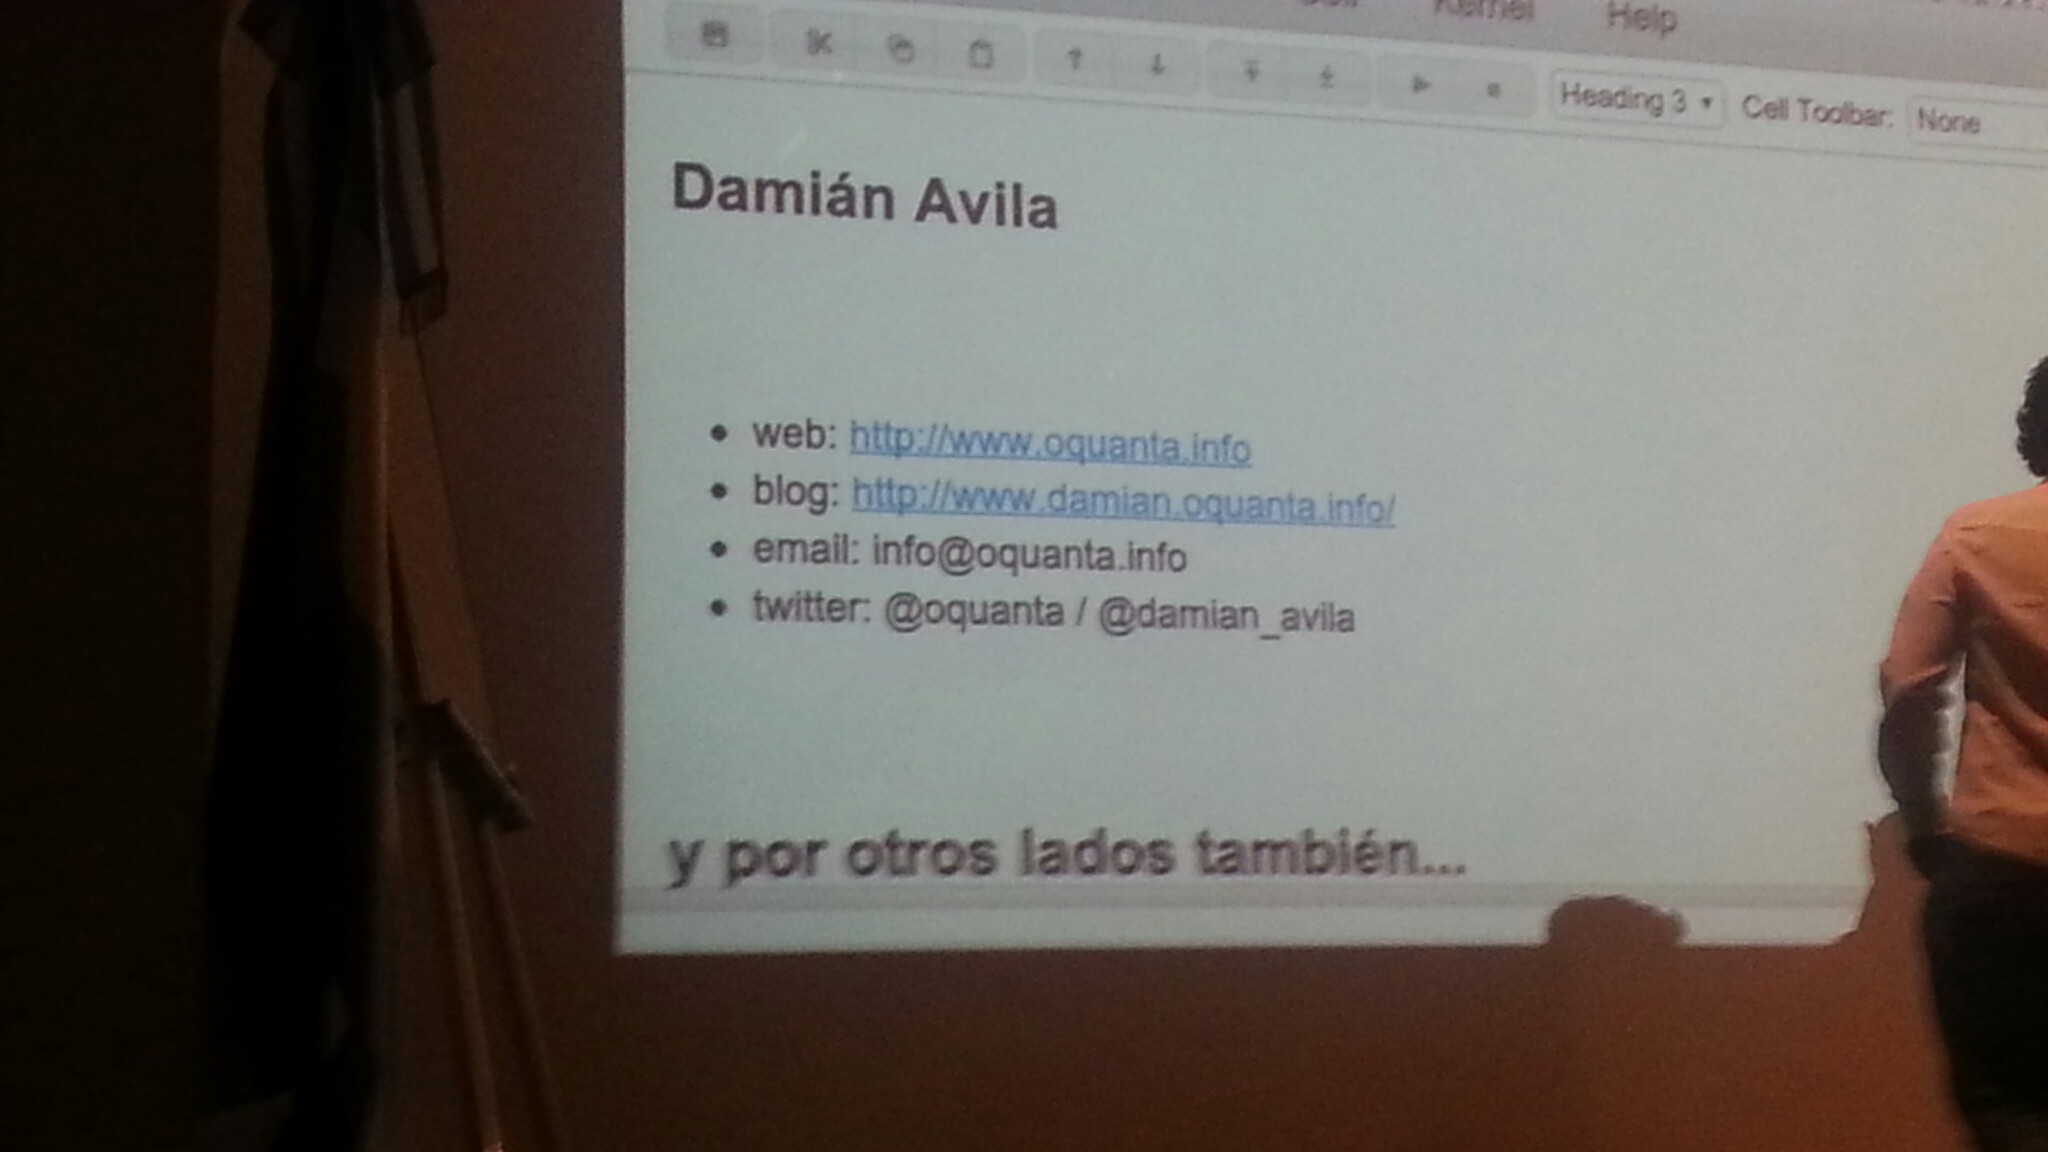 Kernel Help
Heading 3 Cell Toolbar: None
Damián Avila
web: http://www.oquanta.info
blog: http://www.damian.oquanta.info/
email: info@oquanta.info
twitter: @oquanta / @damian_avila
y por otros lados también...